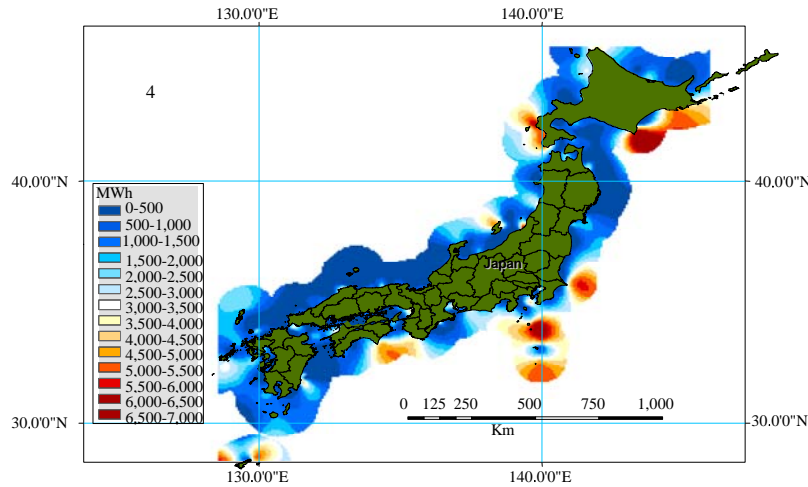 130.0'0"E 140.0'0"E
4
40.0'0"N 40.0'0"N
MWh
0-500
500-1,000
1,000-1,500
1,500-2,000
2,000-2,500
2,500-3,000
3,000-3,500
3,500-4,000
4,000-4,500
4,500-5,000
5,000-5,500
5,500-6,000
6,000-6,500
6,500-7,000
Japan
0 125 250 500 750 1,000
Km
30.0'0"N 30.0'0"N
130.0'0"E 140.0'0"E